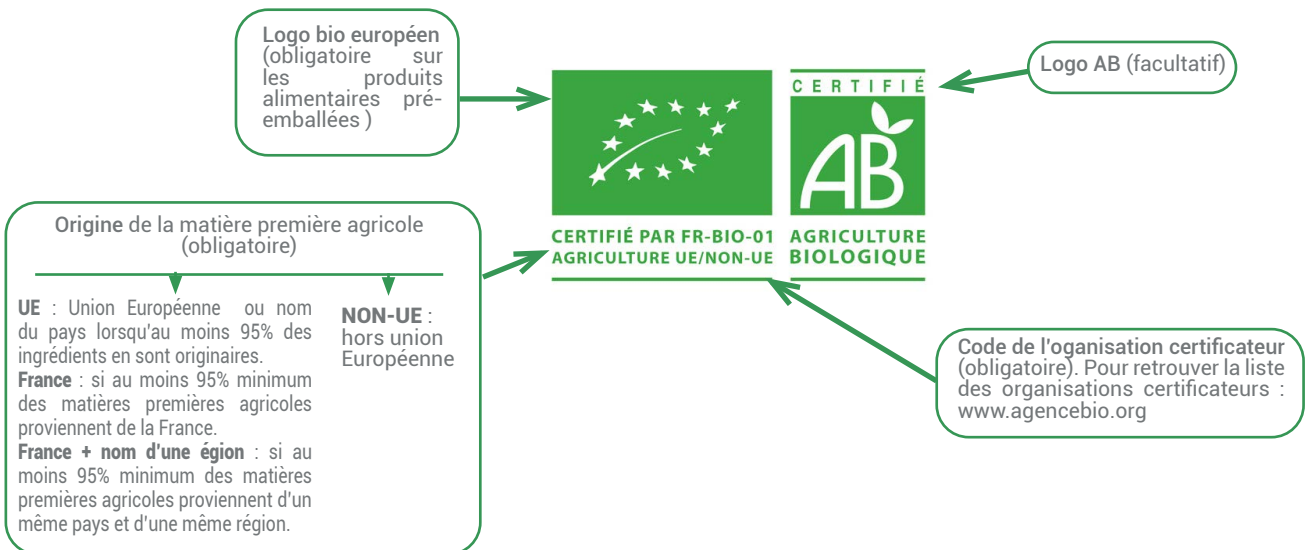 Logo bio européen
(obligatoire sur
les produits
alimentaires pré-
emballées )
Logo AB (facultatif)
CERTIFIÉ
AB
CERTIFIÉ PAR FR-BIO-01
AGRICULTURE UE/NON-UE
AGRICULTURE
BIOLOGIQUE
Origine de la matière première agricole
(obligatoire)
UE : Union Européenne ou nom
du pays lorsqu'au moins 95% des
ingrédients en sont originaires.
France : si au moins 95% minimum
des matières premières agricoles
proviennent de la France.
France + nom d'une égion : si au
moins 95% minimum des matières
premières agricoles proviennent d'un
même pays et d'une même région.
NON-UE :
hors union
Européenne
Code de l'oganisation certificateur
(obligatoire). Pour retrouver la liste
des organisations certificateurs :
www.agencebio.org